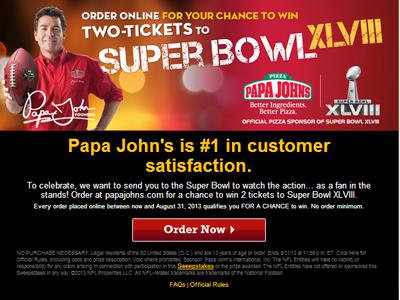 ORDER ONLINE FOR YOUR CHANCE TO WIN
TWO-TICKETS TO
SUPER BOWL XLVIII
PIZZA
PAPA JOHN'S
Better Ingredients.
Better Pizza.
SUPER BOWL
XLVIII
Papa John
FOUNDER
OFFICIAL PIZZA SPONSOR OF SUPER BOWL XLVIII
Papa John's is #1 in customer
satisfaction.
To celebrate, we want to send you to the Super Bowl to watch the action... as a fan in the
stands! Order at papajohns.com for a chance to win 2 tickets to Super Bowl XLVIII.
Every order placed online between now and August 31, 2013 qualifies you FOR A CHANCE to win. No order minimum.
Order Now
NO PURCHASE NECESSARY. Legal residents of the 50 United States (D.C.) who are 13 years of age or older. Ends 8/31/13 at 11:59 p.m. ET. Click here for
Official Rules, including odds and prize description. Void where prohibited. Sponsor: Papa John's International, Inc. The NFL Entities will have no liability or
responsibility for any claim arising in connection with participation in this Sweepstakes or the prize awarded. The NFL Entities have not offered or sponsored this
Sweepstakes in any way. ©2013 NFL Properties LLC. All NFL-related trademarks are trademarks of the National Football
FAQs | Official Rules